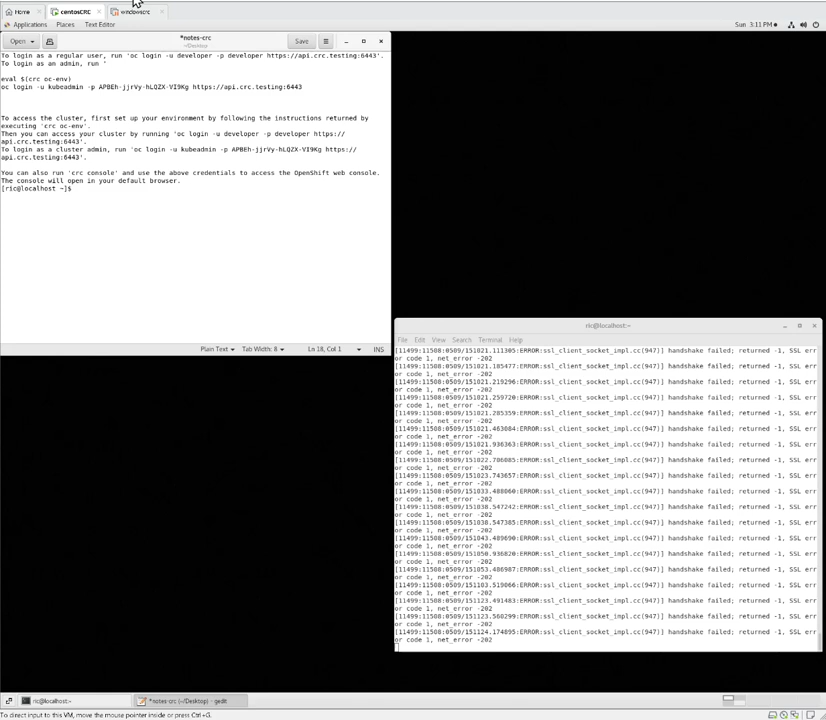 Home
centosCRC
windowscrc
Applications Places Text Editor
Sun 3:11 PM
Open
*notes-crc
~/Desktop
Save
To login as a regular user, run 'oc login -u developer -p developer https://api.crc.testing:6443'.
To login as an admin, run '
eval $(crc oc-env)
oc login -u kubeadmin -p APBEh-jjrVy-hLQZX-VI9Kg https://api.crc.testing:6443
To access the cluster, first set up your environment by following the instructions returned by
executing 'crc oc-env'.
Then you can access your cluster by running 'oc login -u developer -p developer https://
api.crc.testing:6443'.
To login as a cluster admin, run 'oc login -u kubeadmin -p APBEh-jjrVy-hLQZX-VI9Kg https://
api.crc.testing:6443'.
You can also run 'crc console' and use the above credentials to access the OpenShift web console.
The console will open in your default browser.
[ric@localhost ~]$
Plain Text Tab Width: 8 Ln 18, Col 1 INS
ric@localhost:~
File Edit View Search Terminal Help
[11499:11508:0509/151021.111305:ERROR:ssl_client_socket_impl.cc(947)] handshake failed; returned -1, SSL err
or code 1, net_error -202
[11499:11508:0509/151021.185477:ERROR:ssl_client_socket_impl.cc(947)] handshake failed; returned -1, SSL err
or code 1, net_error -202
[11499:11508:0509/151021.219296:ERROR:ssl_client_socket_impl.cc(947)] handshake failed; returned -1, SSL err
or code 1, net_error -202
[11499:11508:0509/151021.259720:ERROR:ssl_client_socket_impl.cc(947)] handshake failed; returned -1, SSL err
or code 1, net_error -202
[11499:11508:0509/151021.285359:ERROR:ssl_client_socket_impl.cc(947)] handshake failed; returned -1, SSL err
or code 1, net_error -202
[11499:11508:0509/151021.463084:ERROR:ssl_client_socket_impl.cc(947)] handshake failed; returned -1, SSL err
or code 1, net_error -202
[11499:11508:0509/151021.936363:ERROR:ssl_client_socket_impl.cc(947)] handshake failed; returned -1, SSL err
or code 1, net_error -202
[11499:11508:0509/151022.706085:ERROR:ssl_client_socket_impl.cc(947)] handshake failed; returned -1, SSL err
or code 1, net_error -202
[11499:11508:0509/151023.743657:ERROR:ssl_client_socket_impl.cc(947)] handshake failed; returned -1, SSL err
or code 1, net_error -202
[11499:11508:0509/151033.488060:ERROR:ssl_client_socket_impl.cc(947)] handshake failed; returned -1, SSL err
or code 1, net_error -202
[11499:11508:0509/151038.547242:ERROR:ssl_client_socket_impl.cc(947)] handshake failed; returned -1, SSL err
or code 1, net_error -202
[11499:11508:0509/151038.547385:ERROR:ssl_client_socket_impl.cc(947)] handshake failed; returned -1, SSL err
or code 1, net_error -202
[11499:11508:0509/151043.489690:ERROR:ssl_client_socket_impl.cc(947)] handshake failed; returned -1, SSL err
or code 1, net_error -202
[11499:11508:0509/151050.936820:ERROR:ssl_client_socket_impl.cc(947)] handshake failed; returned -1, SSL err
or code 1, net_error -202
[11499:11508:0509/151053.486987:ERROR:ssl_client_socket_impl.cc(947)] handshake failed; returned -1, SSL err
or code 1, net_error -202
[11499:11508:0509/151103.519066:ERROR:ssl_client_socket_impl.cc(947)] handshake failed; returned -1, SSL err
or code 1, net_error -202
[11499:11508:0509/151123.491483:ERROR:ssl_client_socket_impl.cc(947)] handshake failed; returned -1, SSL err
or code 1, net_error -202
[11499:11508:0509/151123.560299:ERROR:ssl_client_socket_impl.cc(947)] handshake failed; returned -1, SSL err
or code 1, net_error -202
[11499:11508:0509/151124.174895:ERROR:ssl_client_socket_impl.cc(947)] handshake failed; returned -1, SSL err
or code 1, net_error -202
ric@localhost:~
*notes-crc (~/Desktop) - gedit
To direct input to this VM, move the mouse pointer inside or press Ctrl+G.